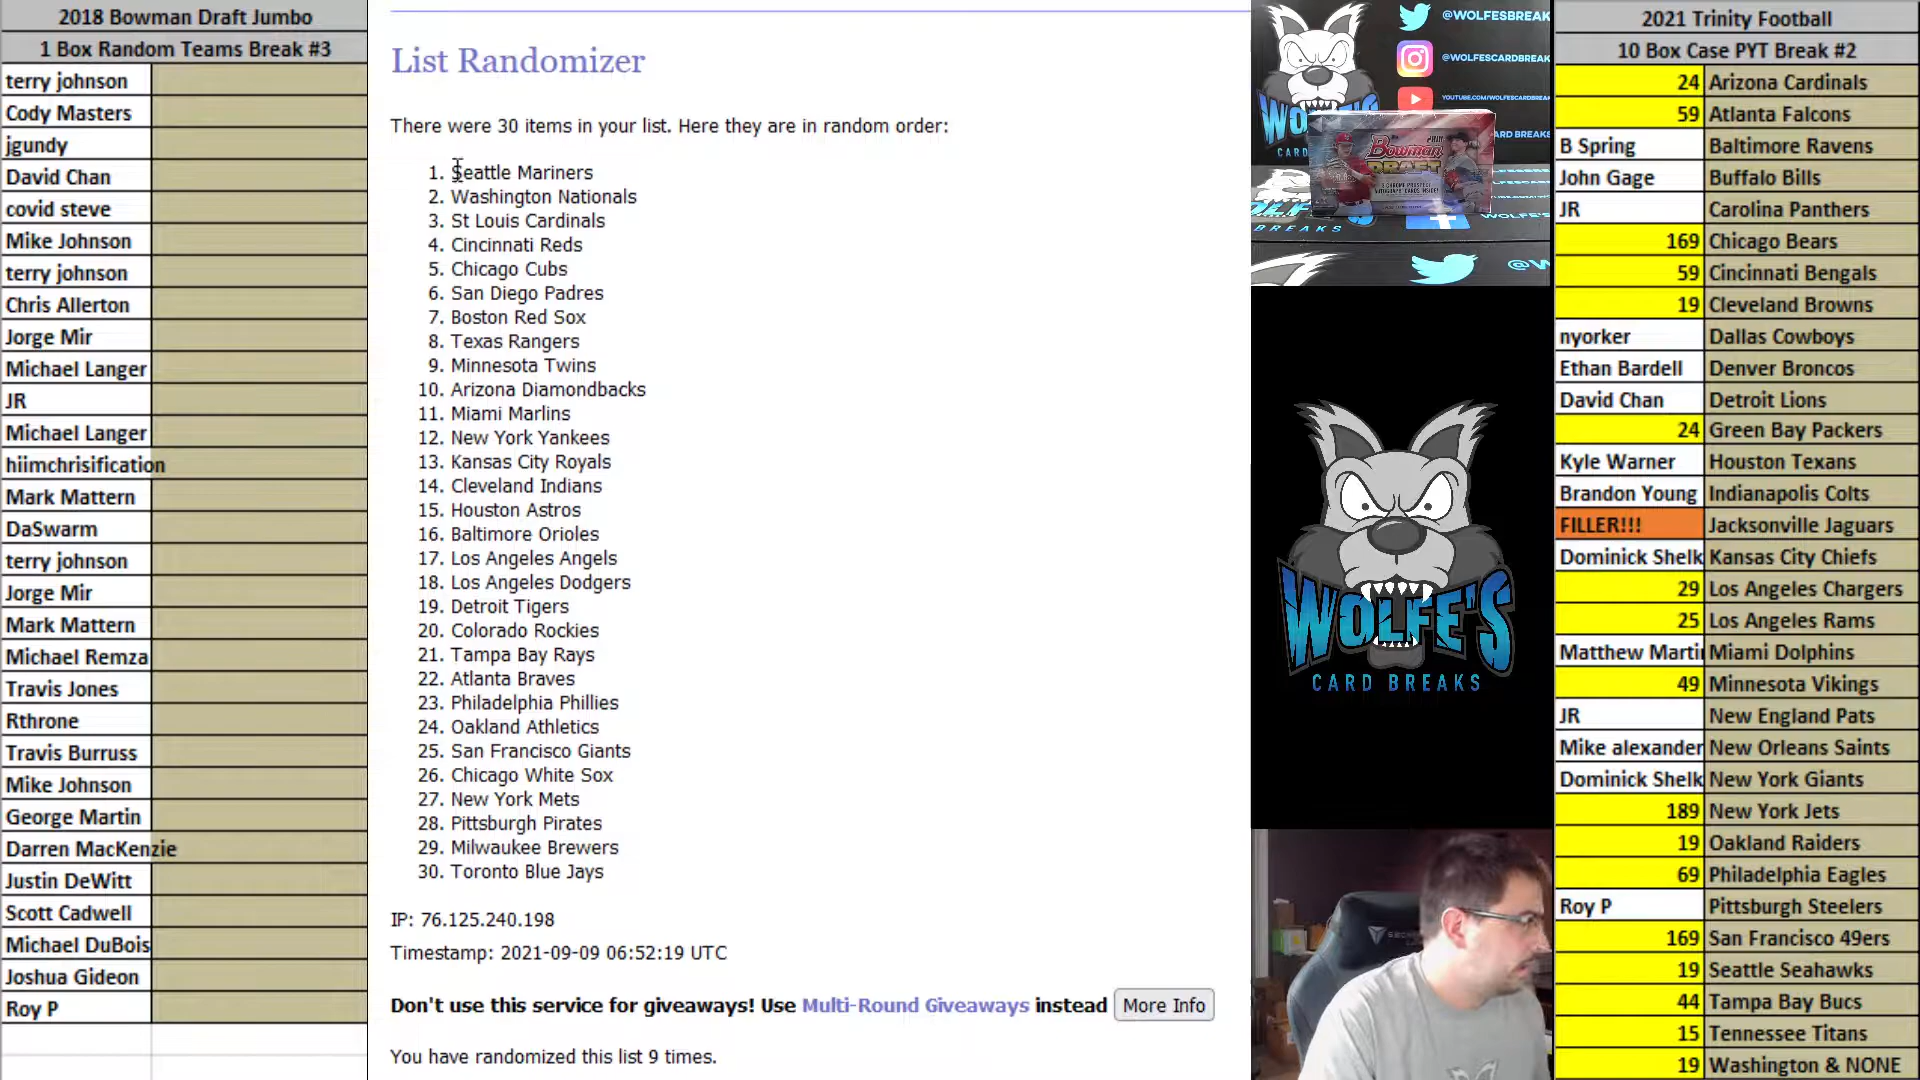 2018 Bowman Draft Jumbo
1 Box Random Teams Break #3
terry johnson
Cody Masters
jgundy
David Chan
covid steve
Mike Johnson
terry johnson
Chris Allerton
Jorge Mir
Michael Langer
JR
Michael Langer
hiimchrisification
Mark Mattern
DaSwarm
terry johnson
Jorge Mir
Mark Mattern
Michael Remza
Travis Jones
Rthrone
Travis Burruss
Mike Johnson
George Martin
Darren MacKenzie
Justin DeWitt
Scott Cadwell
Michael DuBois
Joshua Gideon
Roy P
List Randomizer
There were 30 items in your list. Here they are in random order:
1. Seattle Mariners
2. Washington Nationals
3. St Louis Cardinals
4. Cincinnati Reds
5. Chicago Cubs
6. San Diego Padres
7. Boston Red Sox
8. Texas Rangers
9. Minnesota Twins
10. Arizona Diamondbacks
11. Miami Marlins
12. New York Yankees
13. Kansas City Royals
14. Cleveland Indians
15. Houston Astros
16. Baltimore Orioles
17. Los Angeles Angels
18. Los Angeles Dodgers
19. Detroit Tigers
20. Colorado Rockies
21. Tampa Bay Rays
22. Atlanta Braves
23. Philadelphia Phillies
24. Oakland Athletics
25. San Francisco Giants
26. Chicago White Sox
27. New York Mets
28. Pittsburgh Pirates
29. Milwaukee Brewers
30. Toronto Blue Jays
IP: 76.125.240.198
Timestamp: 2021-09-09 06:52:19 UTC
Don't use this service for giveaways! Use Multi-Round Giveaways instead More Info
You have randomized this list 9 times.
@WOLFESBREAK
@WOLFESCARDBREAK
YOUTUBE.COM/WOLFESCARDBREA
ARD BREAKS
Bowman
DRAFT
WOLFE'S
CARD BREAKS
2021 Trinity Football
10 Box Case PYT Break #2
24 Arizona Cardinals
59 Atlanta Falcons
B Spring Baltimore Ravens
John Gage Buffalo Bills
JR Carolina Panthers
169 Chicago Bears
59 Cincinnati Bengals
19 Cleveland Browns
nyorker Dallas Cowboys
Ethan Bardell Denver Broncos
David Chan Detroit Lions
24 Green Bay Packers
Kyle Warner Houston Texans
Brandon Young Indianapolis Colts
FILLER!!! Jacksonville Jaguars
Dominick Shelk Kansas City Chiefs
29 Los Angeles Chargers
25 Los Angeles Rams
Matthew Marti Miami Dolphins
49 Minnesota Vikings
JR New England Pats
Mike alexander New Orleans Saints
Dominick Shelk New York Giants
189 New York Jets
19 Oakland Raiders
69 Philadelphia Eagles
Roy P Pittsburgh Steelers
169 San Francisco 49ers
19 Seattle Seahawks
44 Tampa Bay Bucs
15 Tennessee Titans
19 Washington & NONE